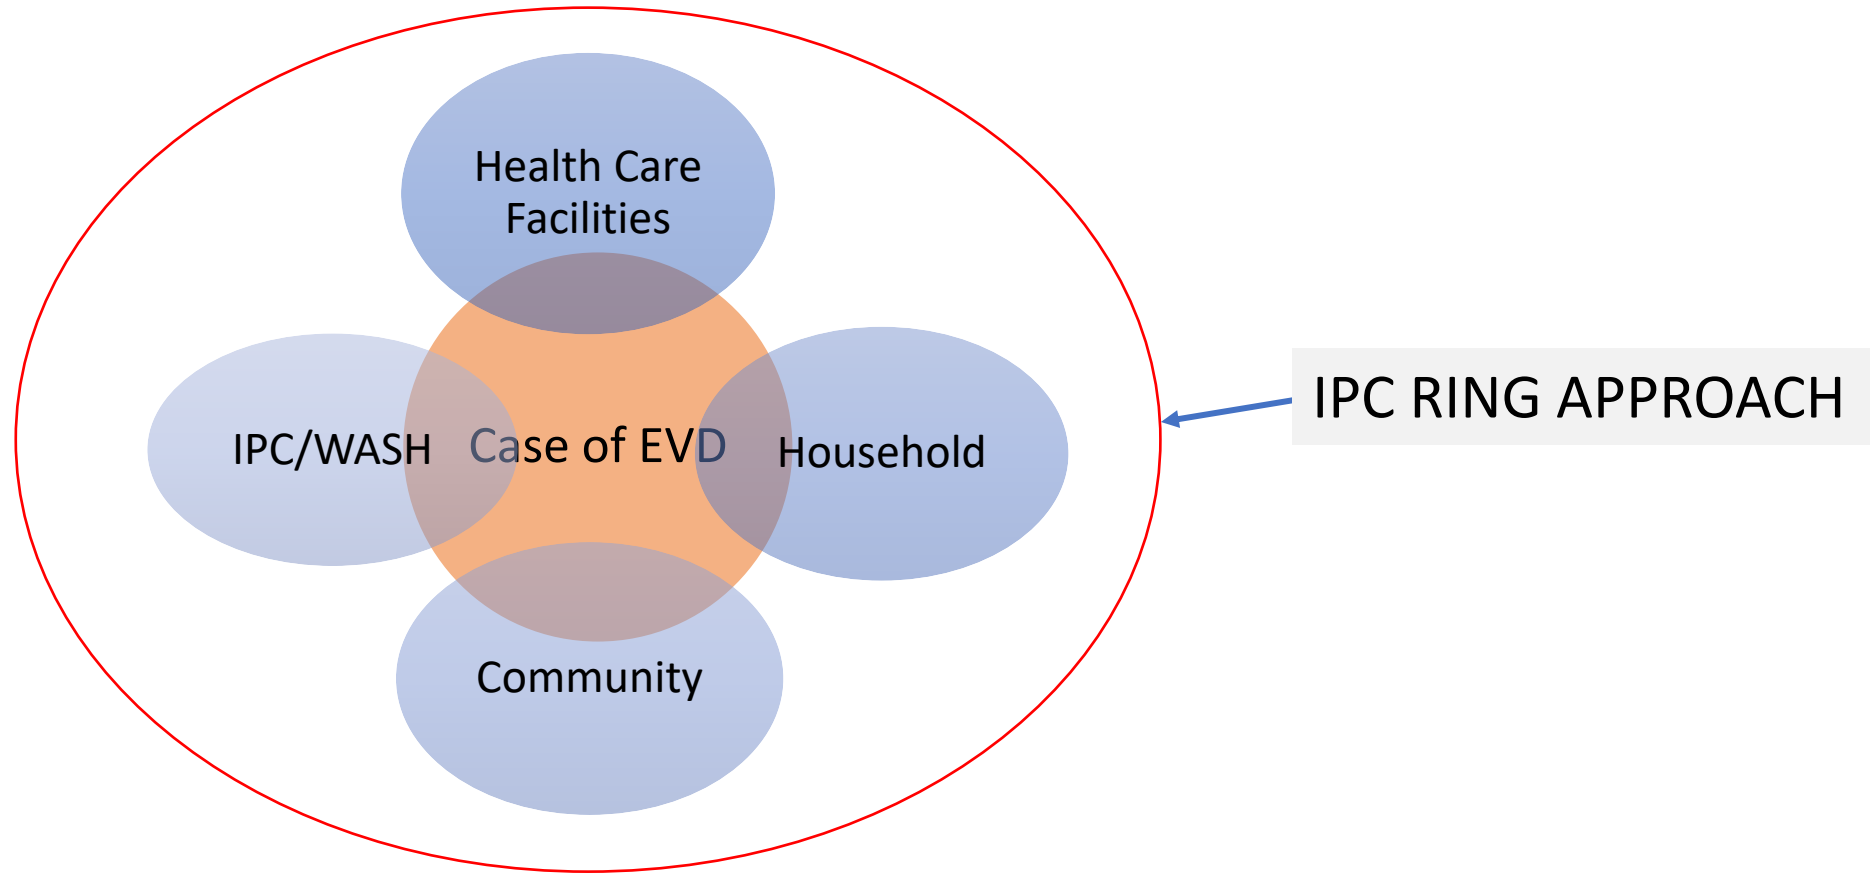 Health Care
Facilities
IPC/WASH
Case of EVD
Household
Community
IPC RING APPROACH